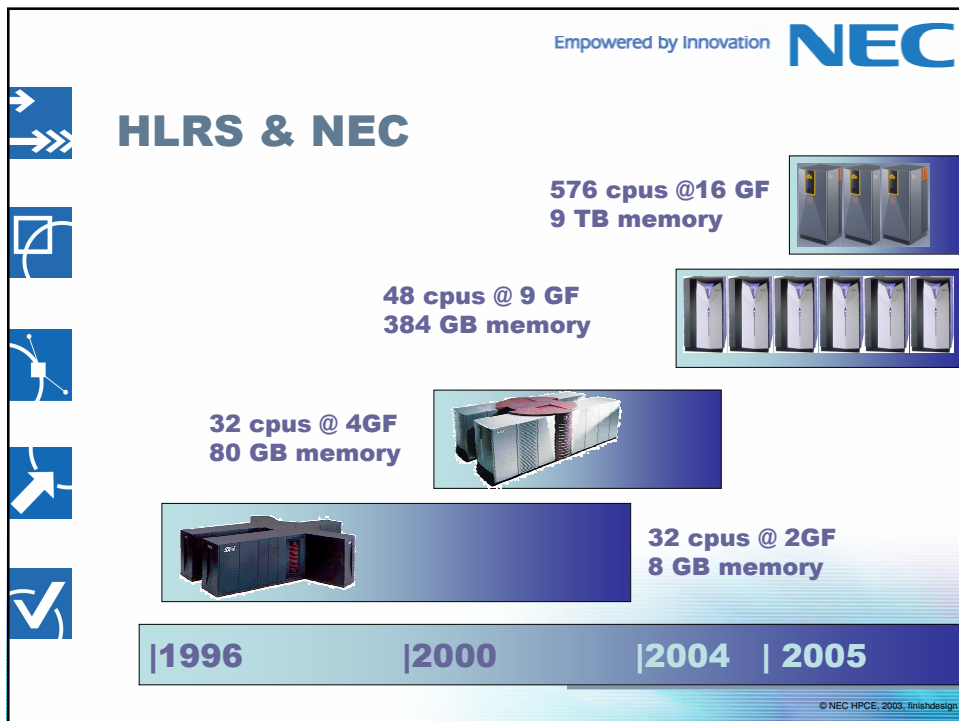 Empowered by Innovation NEC
HLRS & NEC
576 cpus @16 GF
9 TB memory
48 cpus @ 9 GF
384 GB memory
32 cpus @ 4GF
80 GB memory
32 cpus @ 2GF
8 GB memory
|1996 |2000 |2004 | 2005
© NEC HPCE, 2003, finishdesign